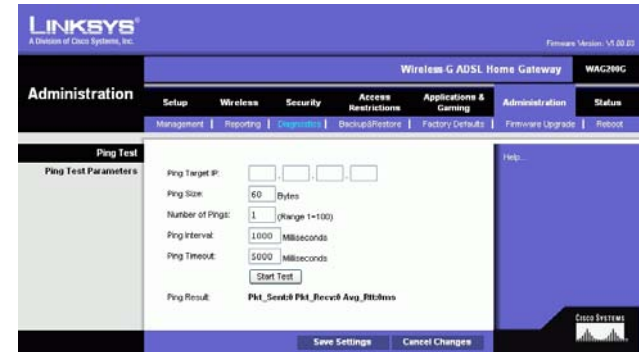 LINKSYS®
A Division of Cisco Systems, Inc.
Firmware Version: V1.00.03
Wireless-G ADSL Home Gateway WAG200G
Administration
Setup Wireless Security Access Restrictions Applications & Gaming Administration Status
Management | Reporting | Diagnostics | Backup&Restore | Factory Defaults | Firmware Upgrade | Reboot
Ping Test
Ping Test Parameters
Help...
Ping Target IP: . . .
Ping Size: 60 Bytes
Number of Pings: 1 (Range 1~100)
Ping Interval: 1000 Milliseconds
Ping Timeout: 5000 Milliseconds
Start Test
Ping Result: Pkt_Sent:0 Pkt_Recv:0 Avg_Rtt:0ms
Save Settings Cancel Changes
CISCO SYSTEMS